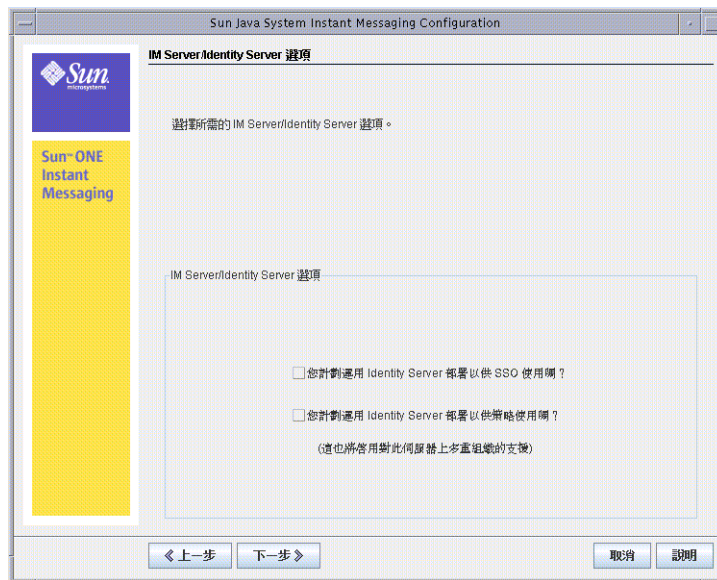 Sun Java System Instant Messaging Configuration
Sun
microsystems
Sun™ ONE
Instant
Messaging
IM Server/Identity Server 選項
選擇所需的 IM Server/Identity Server 選項。
IM Server/Identity Server 選項
您計劃運用 Identity Server 部署以供 SSO 使用嗎？
您計劃運用 Identity Server 部署以供策略使用嗎？
(這也將啓用對此伺服器上多重組織的支援)
《上一步
下一步》
取消
說明